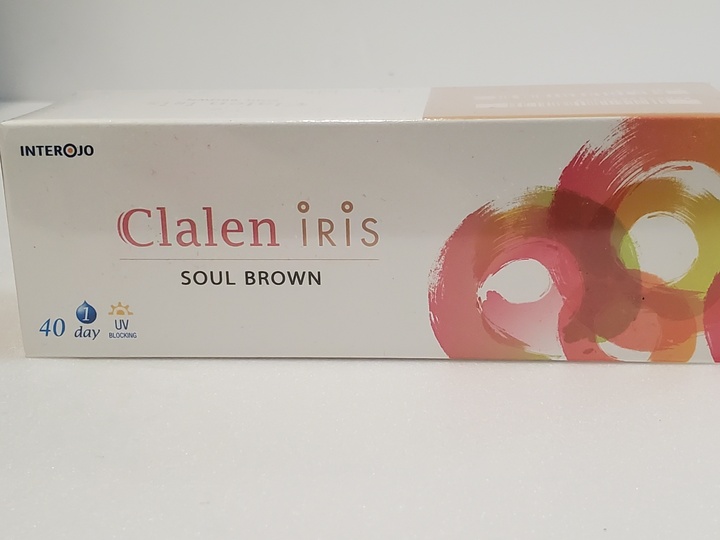 INTEROJO
Clalen iris
SOUL BROWN
40 1 day
UV
BLOCKING